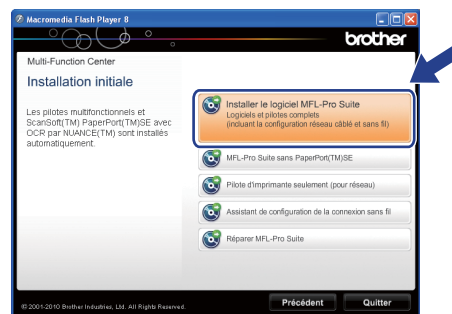 Macromedia Flash Player 8
brother
Multi-Function Center
Installation initiale
Les pilotes multifonctionnels et
ScanSoft(TM) PaperPort(TM)SE avec
OCR par NUANCE(TM) sont installés
automatiquement.
Installer le logiciel MFL-Pro Suite
Logiciels et pilotes complets
(incluant la configuration réseau câblé et sans fil)
MFL-Pro Suite sans PaperPort(TM)SE
Pilote d'imprimante seulement (pour réseau)
Assistant de configuration de la connexion sans fil
Réparer MFL-Pro Suite
© 2001-2010 Brother Industries, Ltd. All Rights Reserved.
Précédent
Quitter